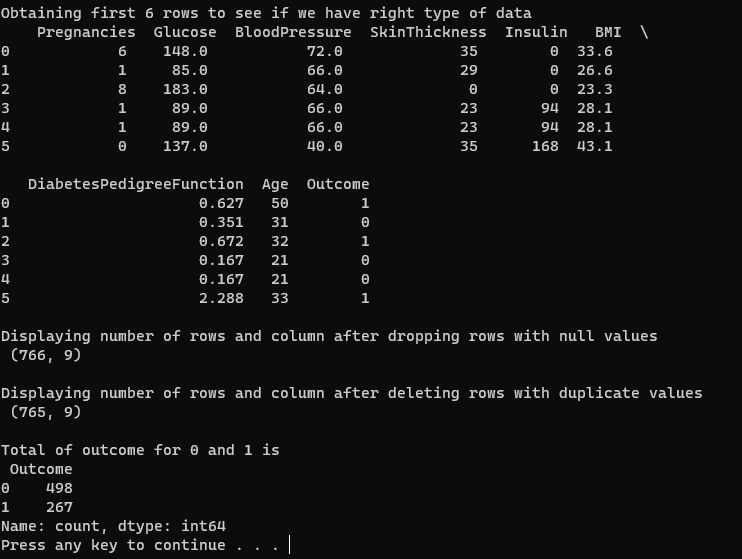 Obtaining first 6 rows to see if we have right type of data
    Pregnancies  Glucose  BloodPressure  SkinThickness  Insulin   BMI  \
0             6    148.0           72.0             35        0  33.6
1             1     85.0           66.0             29        0  26.6
2             8    183.0           64.0              0        0  23.3
3             1     89.0           66.0             23       94  28.1
4             1     89.0           66.0             23       94  28.1
5             0    137.0           40.0             35      168  43.1

   DiabetesPedigreeFunction  Age  Outcome
0                     0.627   50        1
1                     0.351   31        0
2                     0.672   32        1
3                     0.167   21        0
4                     0.167   21        0
5                     2.288   33        1

Displaying number of rows and column after dropping rows with null values
 (766, 9)

Displaying number of rows and column after deleting rows with duplicate values
 (765, 9)

Total of outcome for 0 and 1 is
 Outcome
0    498
1    267
Name: count, dtype: int64
Press any key to continue . . .